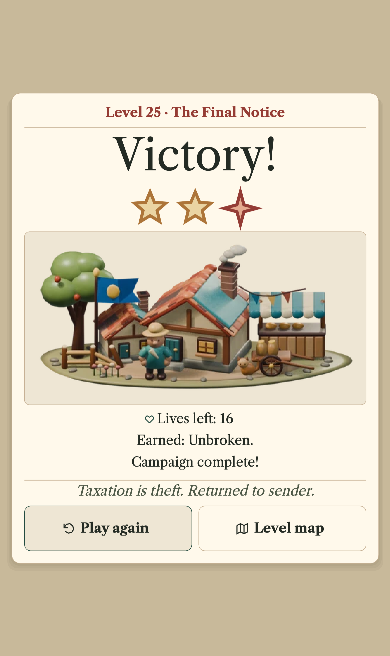 Level 25 · The Final Notice
Victory!
Lives left: 16
Earned: Unbroken.
Campaign complete!
Taxation is theft. Returned to sender.
Play again
Level map